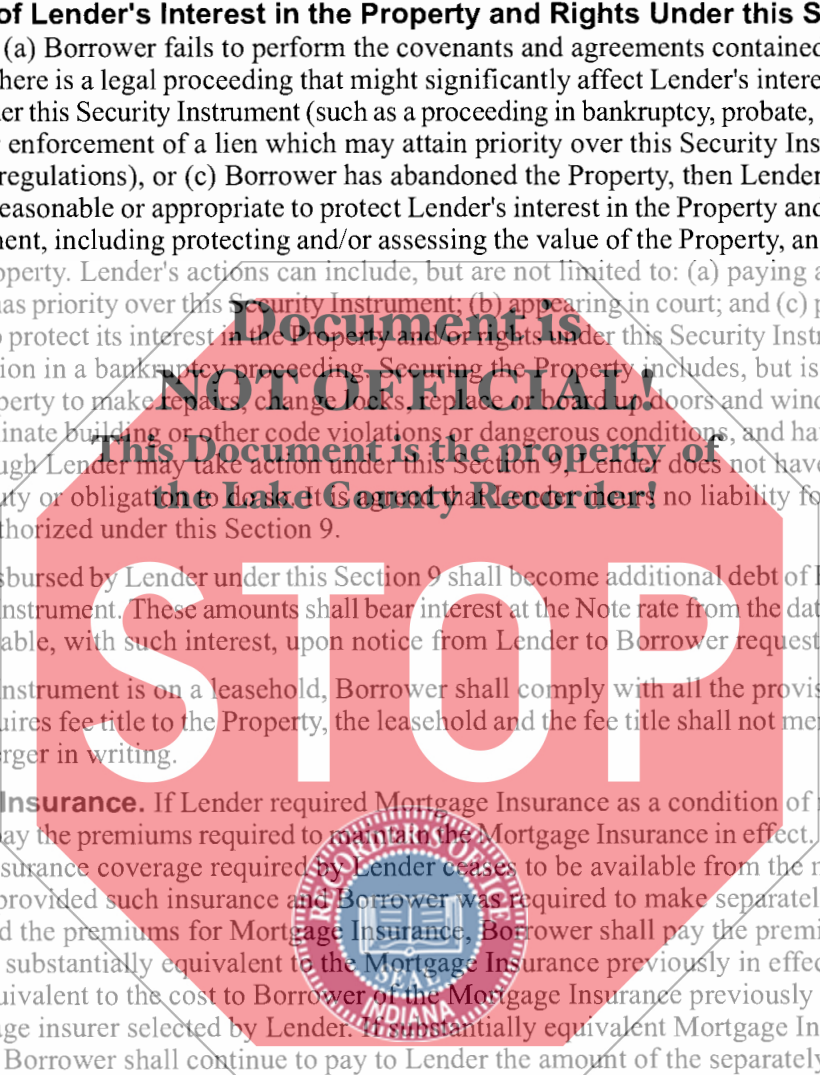 of Lender's Interest in the Property and Rights Under this S
(a) Borrower fails to perform the covenants and agreements contained
here is a legal proceeding that might significantly affect Lender's intere
er this Security Instrument (such as a proceeding in bankruptcy, probate,
enforcement of a lien which may attain priority over this Security Ins
regulations), or (c) Borrower has abandoned the Property, then Lender
easonable or appropriate to protect Lender's interest in the Property and
ent, including protecting and/or assessing the value of the Property, an
operty. Lender's actions can include, but are not limited to: (a) paying a
as priority over this Security Instrument; (b) appearing in court; and (c) p
protect its interest in the Property and/or rights under this Security Instr
ion in a bankruptcy proceeding. Securing the Property includes, but is
perty to make repairs, change locks, replace or board up doors and wind
inate building or other code violations or dangerous conditions, and ha
ugh Lender may take action under this Section 9, Lender does not have
ty or obligation to do so. It is agreed that Lender incurs no liability fo
thorized under this Section 9.
Document is
NOT OFFICIAL!
This Document is the property of
the Lake County Recorder!
sbursed by Lender under this Section 9 shall become additional debt of
nstrument. These amounts shall bear interest at the Note rate from the dat
able, with such interest, upon notice from Lender to Borrower request
STOP
nstrument is on a leasehold, Borrower shall comply with all the provis
uires fee title to the Property, the leasehold and the fee title shall not mer
rger in writing.
Insurance. If Lender required Mortgage Insurance as a condition of
ay the premiums required to maintain the Mortgage Insurance in effect.
surance coverage required by Lender ceases to be available from the
provided such insurance and Borrower was required to make separatel
d the premiums for Mortgage Insurance, Borrower shall pay the premi
substantially equivalent to the Mortgage Insurance previously in effec
uivalent to the cost to Borrower of the Mortgage Insurance previously
ge insurer selected by Lender. If substantially equivalent Mortgage In
Borrower shall continue to pay to Lender the amount of the separately
RECORDER'S OFFICE
SEAL
INDIANA